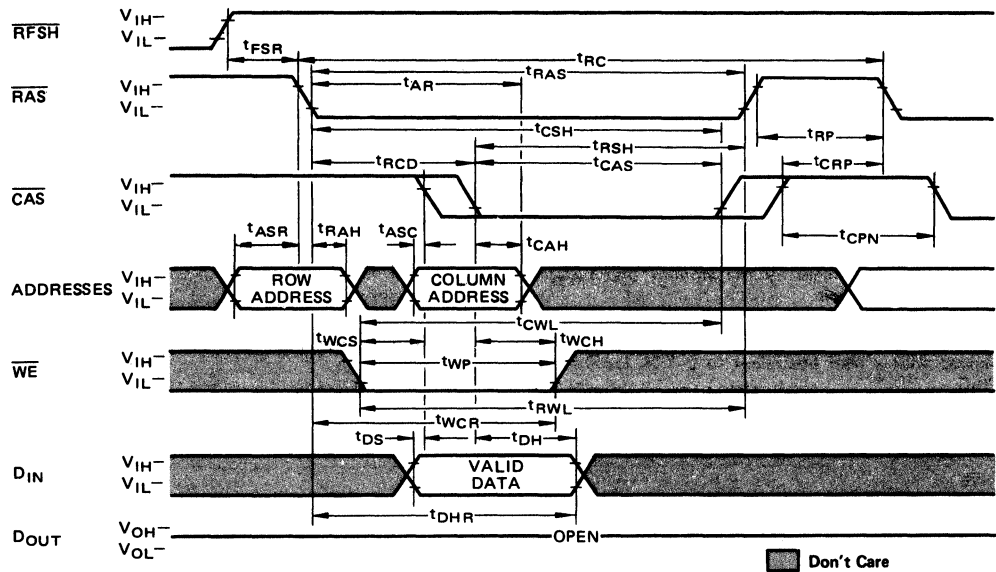 RFSH VIH– VIL–
tFSR tRC
tRAS
tAR
RAS VIH– VIL–
tCSH tRP
tRSH
tRCD tCAS tCRP
CAS VIH– VIL–
tASR tRAH tASC tCAH tCPN
ADDRESSES VIH– VIL– ROW ADDRESS COLUMN ADDRESS
tCWL
tWCS tWCH
WE VIH– VIL– tWP
tRWL
tWCR
tDS tDH
DIN VIH– VIL– VALID DATA
tDHR
DOUT VOH– VOL– OPEN
Don't Care